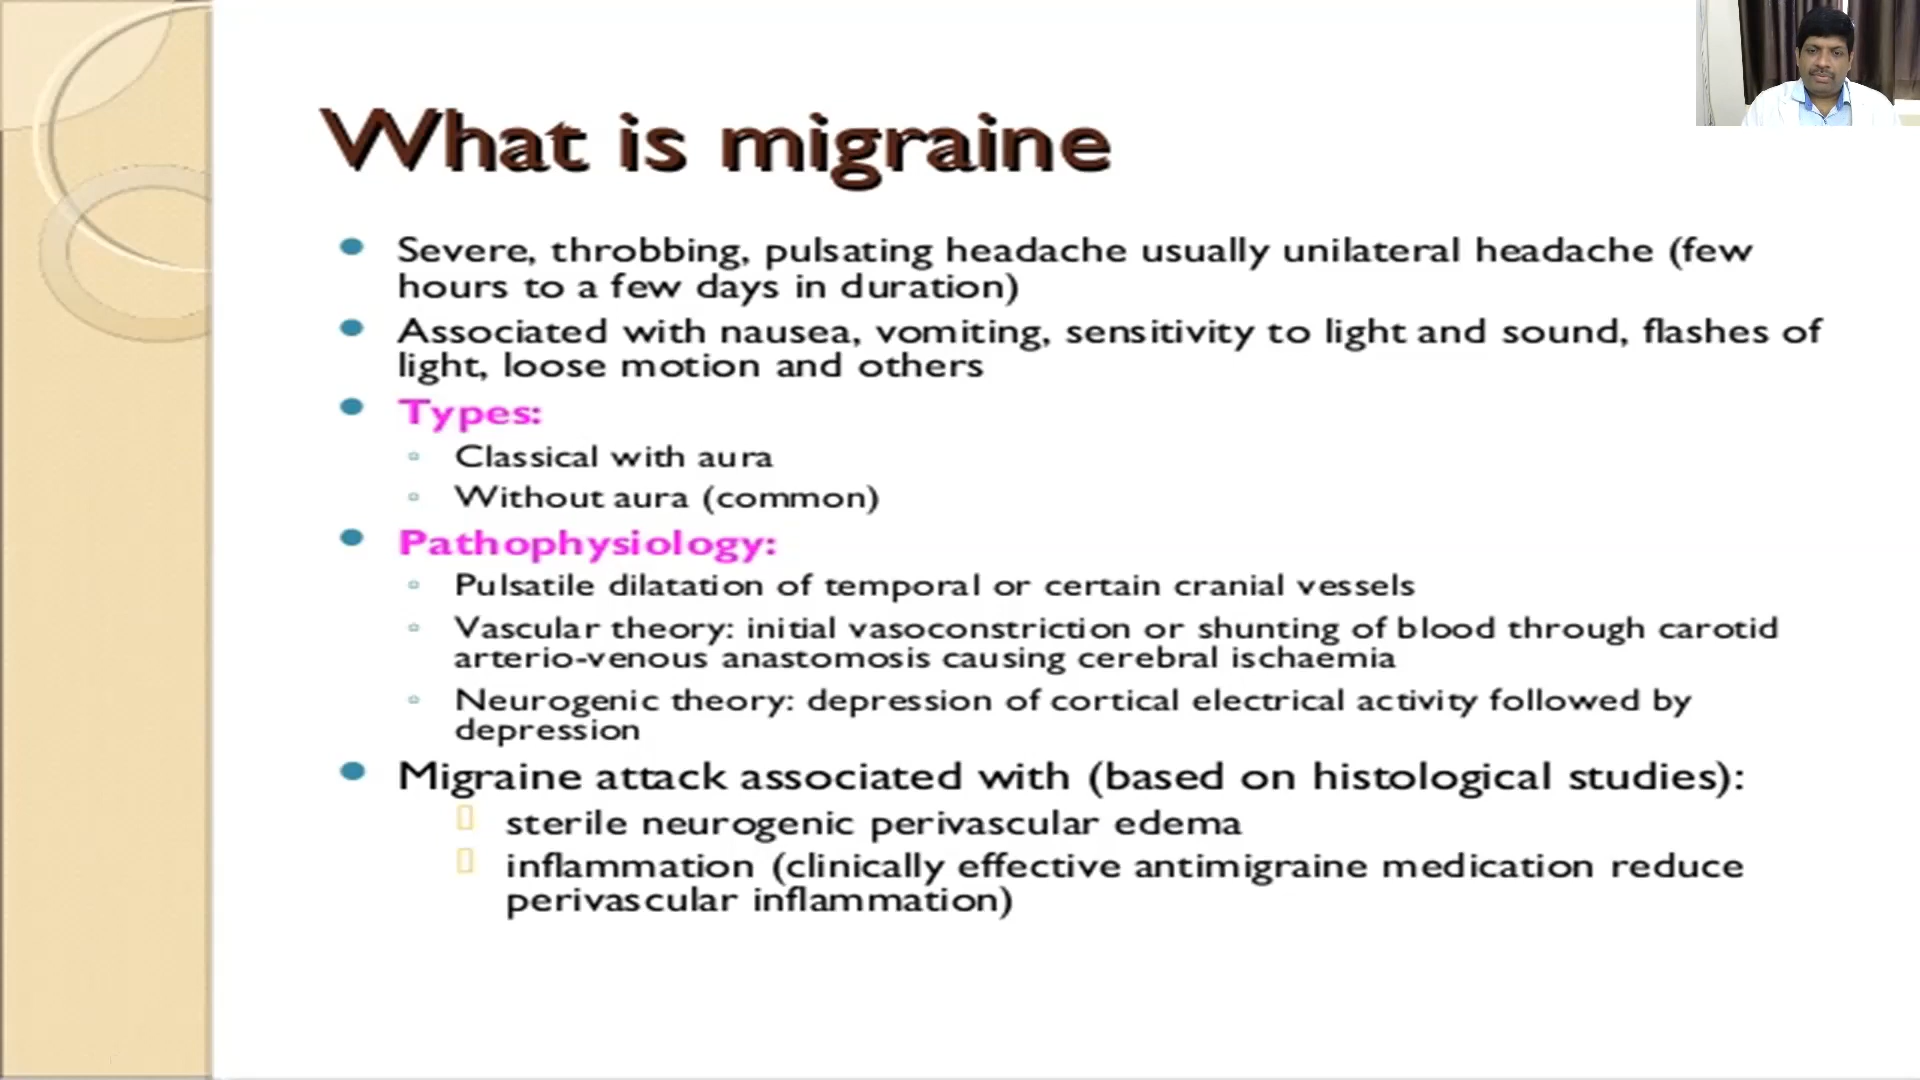 What is migraine
Severe, throbbing, pulsating headache usually unilateral headache (few
hours to a few days in duration)
Associated with nausea, vomiting, sensitivity to light and sound, flashes of
light, loose motion and others
Types:
Classical with aura
Without aura (common)
Pathophysiology:
Pulsatile dilatation of temporal or certain cranial vessels
Vascular theory: initial vasoconstriction or shunting of blood through carotid
arterio-venous anastomosis causing cerebral ischaemia
Neurogenic theory: depression of cortical electrical activity followed by
depression
Migraine attack associated with (based on histological studies):
sterile neurogenic perivascular edema
inflammation (clinically effective antimigraine medication reduce
perivascular inflammation)